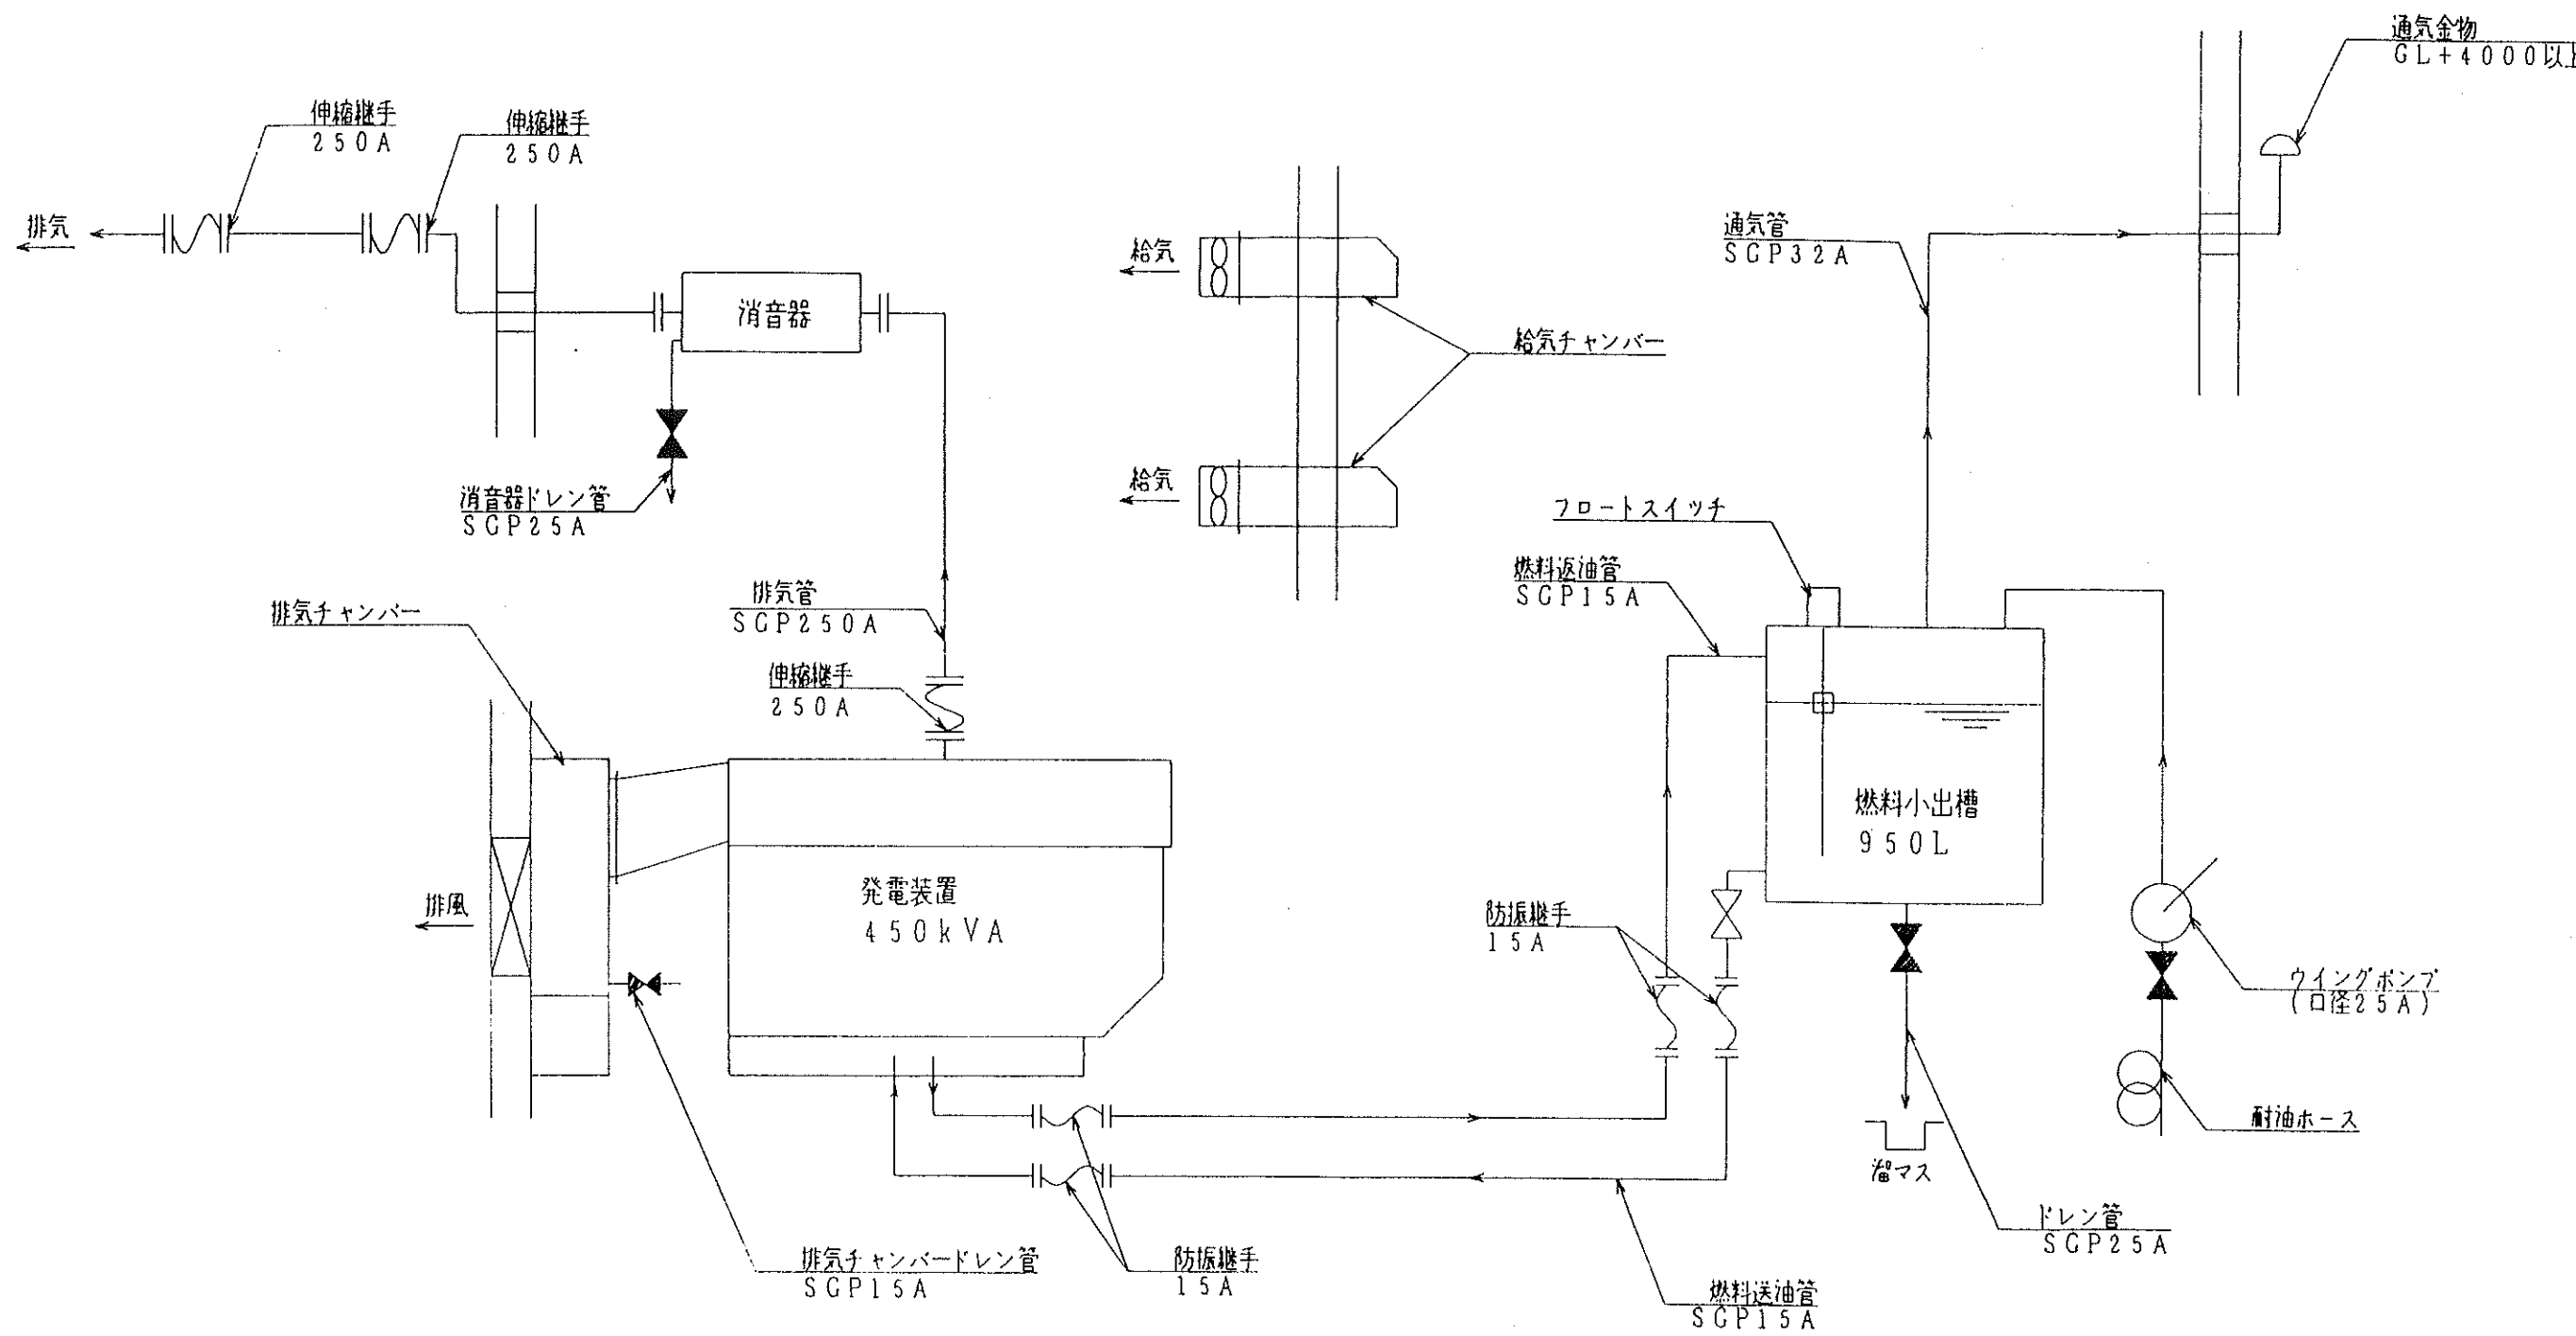 通気金物
GL+4000以上
伸縮継手
250A
伸縮継手
250A
排気
給気
通気管
SGP32A
消音器
給気チャンバー
給気
消音器ドレン管
SGP25A
フロートスイッチ
燃料返油管
SGP15A
排気チャンバー
排気管
SGP250A
伸縮継手
250A
燃料小出槽
950L
発電装置
450kVA
排風
防振継手
15A
ウイングポンプ
(口径25A)
耐油ホース
溜マス
ドレン管
SGP25A
排気チャンバードレン管
SGP15A
防振継手
15A
燃料送油管
SGP15A